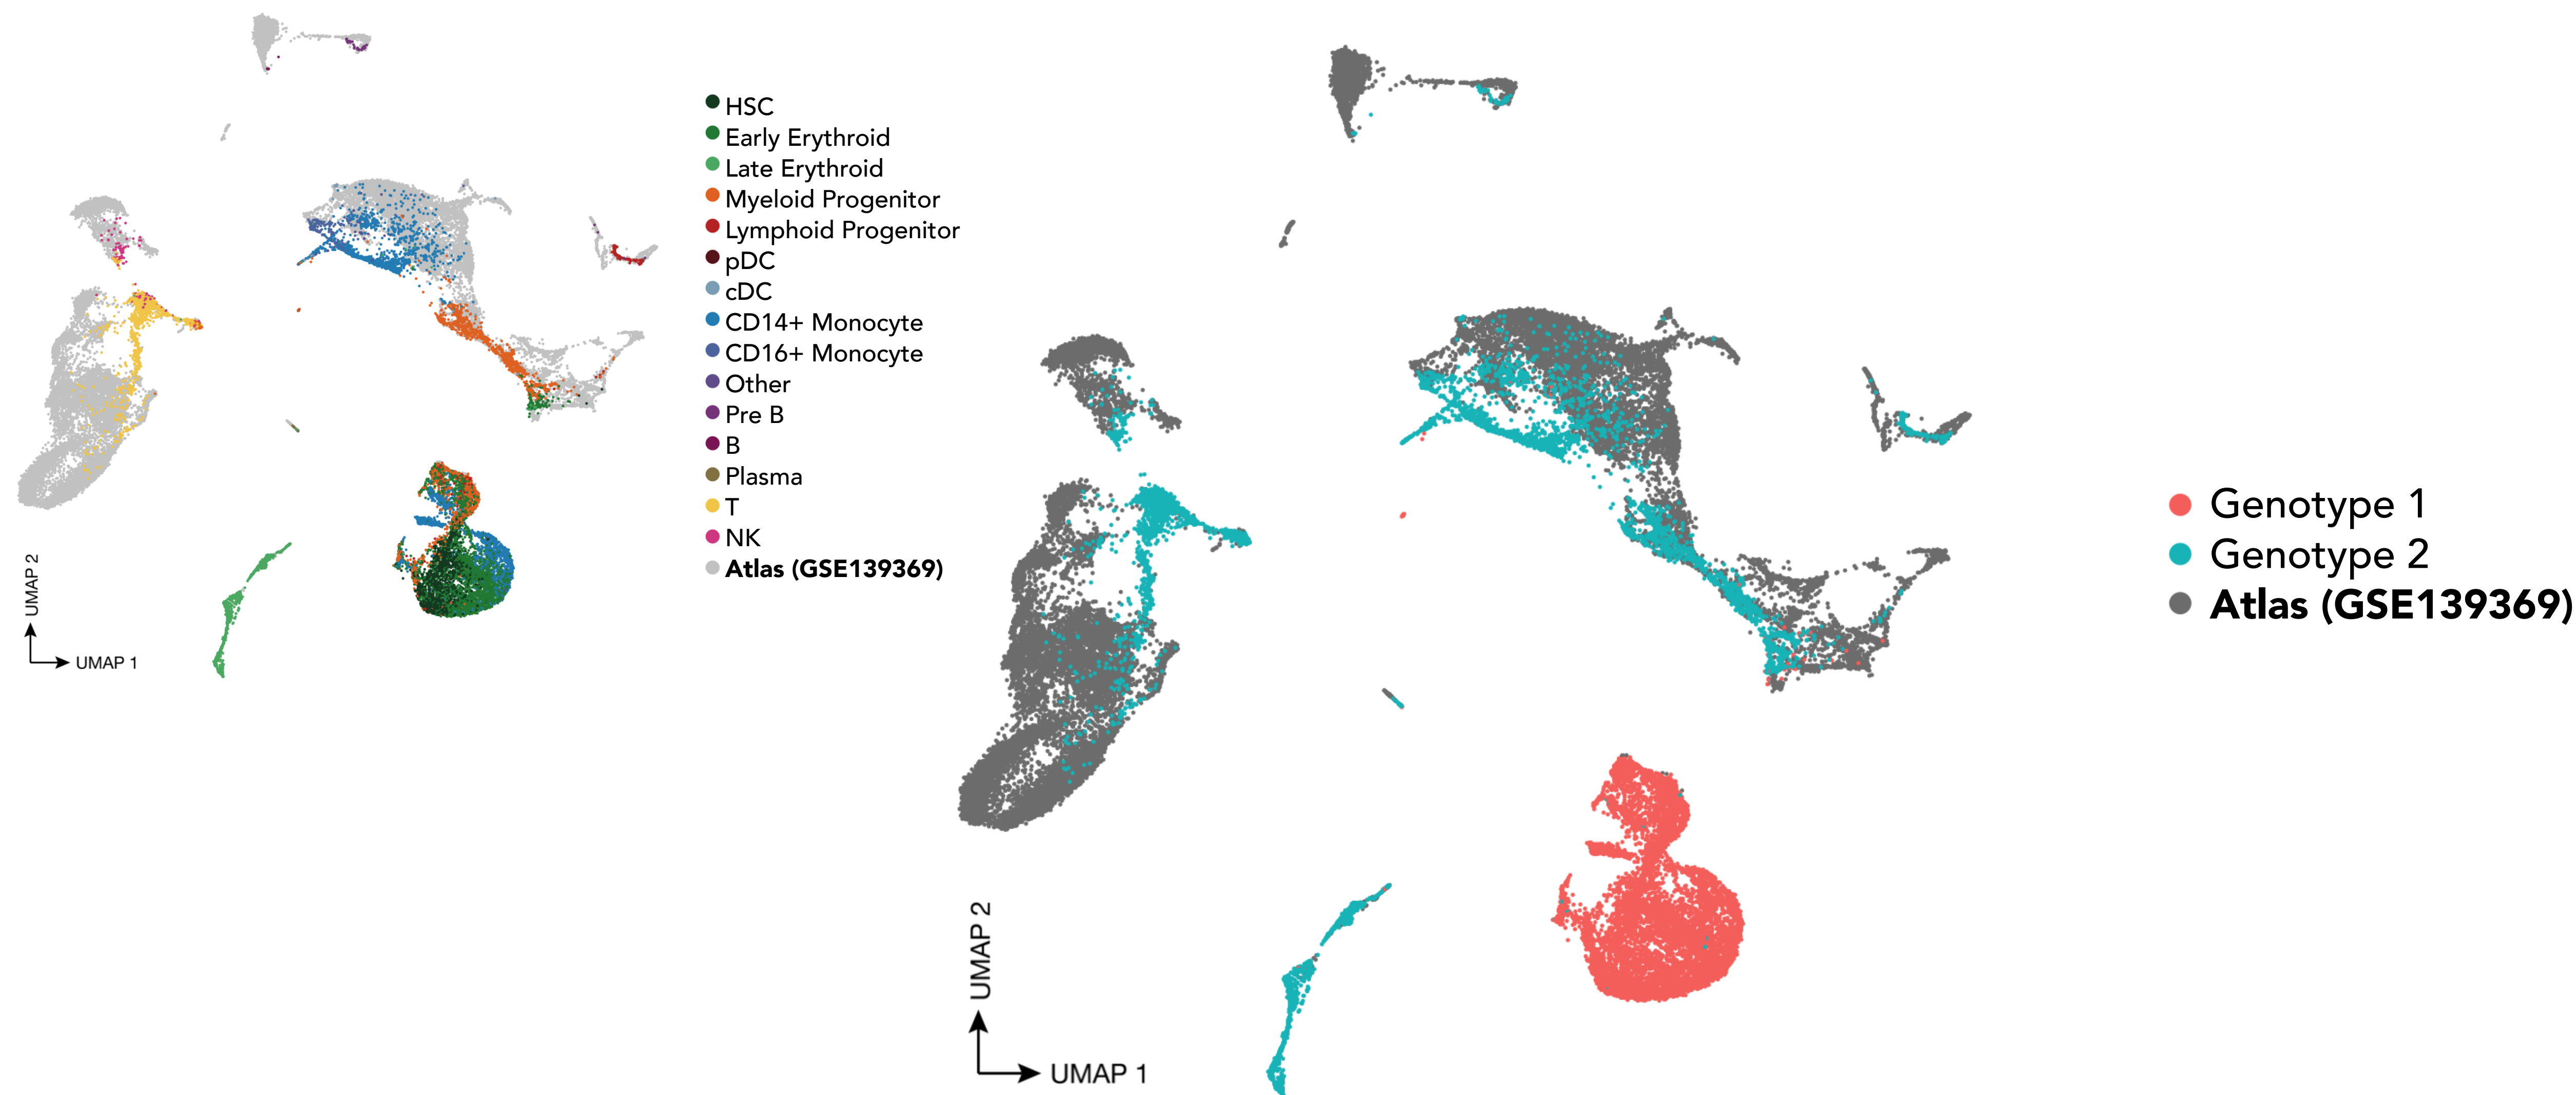 HSC
Early Erythroid
Late Erythroid
Myeloid Progenitor
Lymphoid Progenitor
pDC
cDC
CD14+ Monocyte
CD16+ Monocyte
Other
Pre B
B
Plasma
T
NK
Atlas (GSE139369)
UMAP 2
UMAP 1
Genotype 1
Genotype 2
Atlas (GSE139369)
UMAP 2
UMAP 1